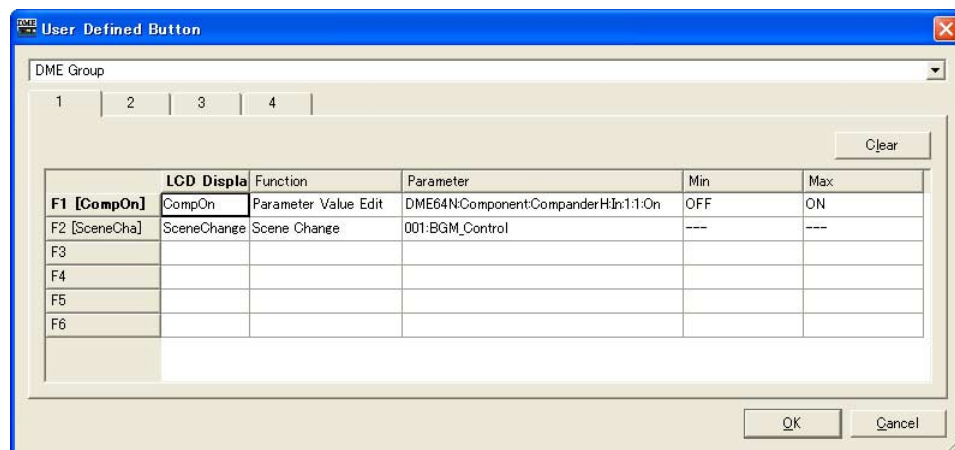 DME User Defined Button
DME Group
1 2 3 4
Clear
LCD Displa Function Parameter Min Max
F1 [CompOn] CompOn Parameter Value Edit DME64N:Component:CompanderH:In:1:1:On OFF ON
F2 [SceneCha] SceneChange Scene Change 001:BGM_Control --- ---
F3
F4
F5
F6
OK Cancel